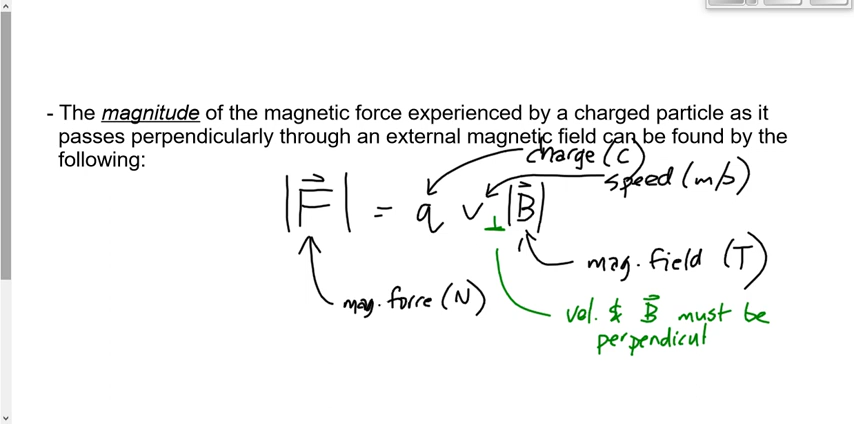 - The magnitude of the magnetic force experienced by a charged particle as it
passes perpendicularly through an external magnetic field can be found by the
following:
charge (C)
speed (m/s)
|F⃗| = q v⊥ |B⃗|
mag. field (T)
mag. force (N)
vel. & B⃗ must be
perpendicul